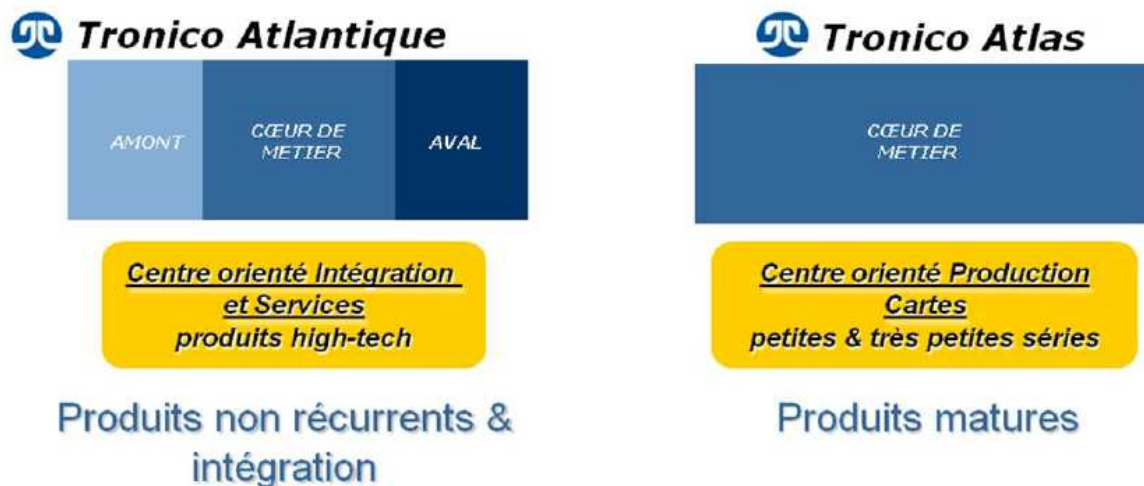 Tronico Atlantique
AMONT
CŒUR DE
METIER
AVAL
Centre orienté Intégration
et Services
produits high-tech
Produits non récurrents &
intégration
Tronico Atlas
CŒUR DE
METIER
Centre orienté Production
Cartes
petites & très petites séries
Produits matures